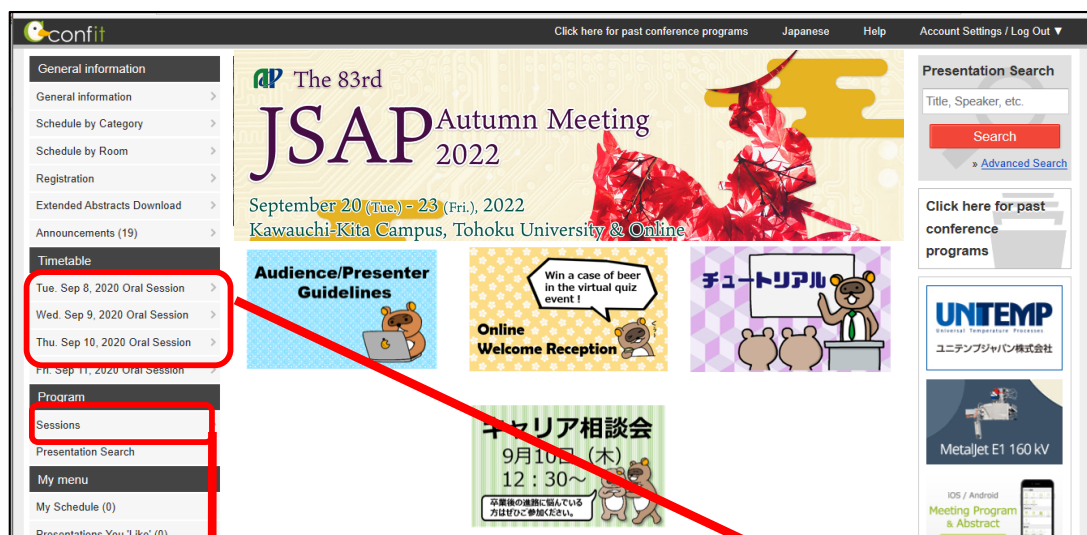 confit
Click here for past conference programs
Japanese
Help
Account Settings / Log Out ▼
General information
General information
Schedule by Category
Schedule by Room
Registration
Extended Abstracts Download
Announcements (19)
Timetable
Tue. Sep 8, 2020 Oral Session
Wed. Sep 9, 2020 Oral Session
Thu. Sep 10, 2020 Oral Session
Fri. Sep 11, 2020 Oral Session
Program
Sessions
Presentation Search
My menu
My Schedule (0)
Presentations You 'Like' (0)
The 83rd
JSAP Autumn Meeting
2022
September 20 (Tue.) - 23 (Fri.), 2022
Kawauchi-Kita Campus, Tohoku University & Online
Audience/Presenter
Guidelines
Win a case of beer
in the virtual quiz
event !
Online
Welcome Reception
チュートリアル
キャリア相談会
9月10日（木）
12：30～
卒業後の進路に悩んでいる
方はぜひご参加ください。
Presentation Search
Title, Speaker, etc.
Search
» Advanced Search
Click here for past
conference
programs
UNITEMP
Universal Temperature Processes
ユニテンプジャパン株式会社
MetalJet E1 160 kV
iOS / Android
Meeting Program
& Abstract